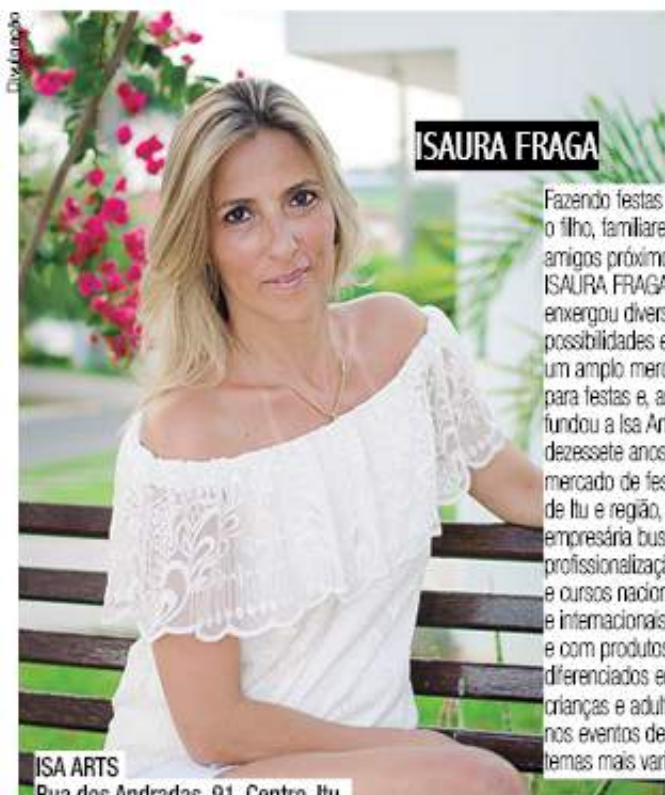 Divulgação
ISAURA FRAGA
Fazendo festas
o filho, familiare
amigos próximo
ISAURA FRAGA
enxergou divers
possibilidades e
um amplo merc
para festas e, a
fundou a Isa Ar
dezessete anos
mercado de fes
de Itu e região,
empresária bus
profissionalizaçã
e cursos nacion
e internacionais
e com produtos
diferenciados e
crianças e adult
nos eventos de
temas mais var
ISA ARTS
Rua dos Andradas, 91, Centro, Itu